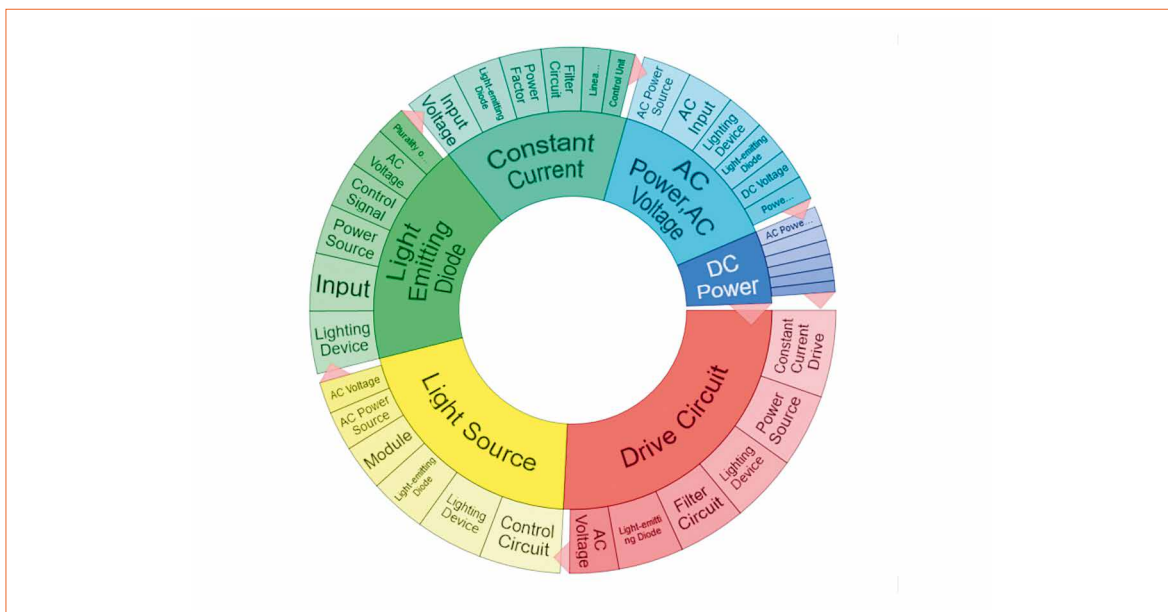 Constant
Current
Input
Voltage
Light-emitting
Diode
Power
Factor
Filter
Circuit
Linea...
Control Unit
AC
Power,AC
Voltage
AC Power
Source
AC
Input
Lighting
Device
Light-emitting
Diode
DC Voltage
Powe...
DC
Power
AC Powe...
Drive Circuit
Constant
Current
Drive
Power
Source
Lighting
Device
Filter
Circuit
Light-emitti
ng Diode
AC
Voltage
Light Source
Control
Circuit
Lighting
Device
Light-emitting
Diode
Module
AC Power
Source
AC Voltage
Light
Emitting
Diode
Lighting
Device
Input
Power
Source
Control
Signal
AC
Voltage
Plurality o...